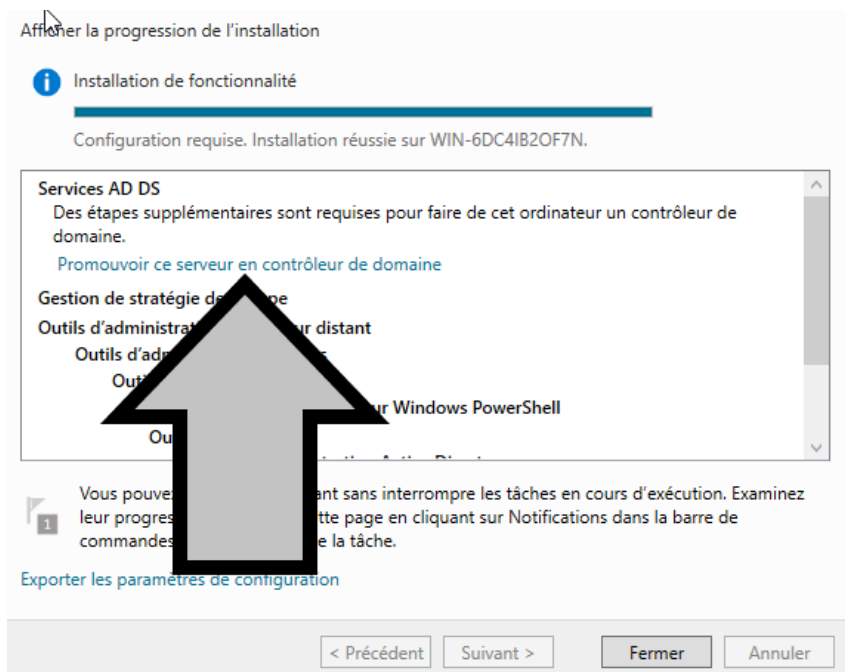 Afficher la progression de l'installation
Installation de fonctionnalité
Configuration requise. Installation réussie sur WIN-6DC4IB2OF7N.
Services AD DS
Des étapes supplémentaires sont requises pour faire de cet ordinateur un contrôleur de
domaine.
Promouvoir ce serveur en contrôleur de domaine
Gestion de stratégie de
Outils distant
Outils
Windows PowerShell
Vous sans interrompre les tâches en cours d'exécution. Examinez
leur page en cliquant sur Notifications dans la barre de
1
la tâche.
Exporter les paramètres de configuration
< Précédent Suivant > Fermer Annuler